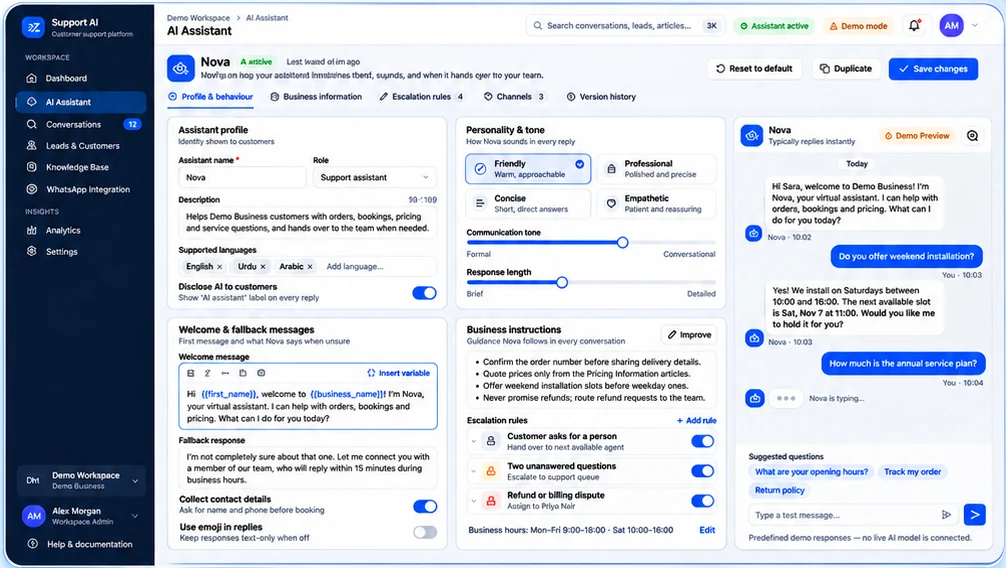 Support AI
Customer support platform
WORKSPACE
Dashboard
AI Assistant
Conversations 12
Leads & Customers
Knowledge Base
WhatsApp Integration
INSIGHTS
Analytics
Settings
Demo Workspace
Demo Business
AM Alex Morgan
Workspace Admin
Help & documentation
Demo Workspace > AI Assistant
AI Assistant
Search conversations, leads, articles... 3K
Assistant active
Demo mode
AM
Nova
and when it hands
to your team.
Reset to default
Duplicate
Save changes
Profile & behaviour
Business information
Escalation rules 4
Channels 3
Version history
Assistant profile
Identity shown to customers
Assistant name *
Role
Nova
Support assistant
Description
Helps Demo Business customers with orders, bookings, pricing
and service questions, and hands over to the team when needed.
Supported languages
English × Urdu × Arabic × Add language...
Disclose AI to customers
Show "AI assistant" label on every reply
Welcome & fallback messages
First message and what Nova says when unsure
Welcome message
Insert variable
Hi {{first_name}}, welcome to {{business_name}}! I'm Nova,
your virtual assistant. I can help with orders, bookings and
pricing. What can I do for you today?
Fallback response
I'm not completely sure about that one. Let me connect you with
a member of our team, who will reply within 15 minutes during
business hours.
Collect contact details
Ask for name and phone before booking
Use emoji in replies
Keep responses text-only when off
Personality & tone
How Nova sounds in every reply
Friendly
Warm, approachable
Professional
Polished and precise
Concise
Short, direct answers
Empathetic
Patient and reassuring
Communication tone
Formal
Conversational
Response length
Brief
Detailed
Business instructions
Guidance Nova follows in every conversation
Improve
• Confirm the order number before sharing delivery details.
• Quote prices only from the Pricing Information articles.
• Offer weekend installation slots before weekday ones.
• Never promise refunds; route refund requests to the team.
Escalation rules
+ Add rule
Customer asks for a person
Hand over to next available agent
Two unanswered questions
Escalate to support queue
Refund or billing dispute
Assign to Priya Nair
Business hours: Mon–Fri 9:00–18:00 · Sat 10:00–16:00
Edit
Nova
Typically replies instantly
Demo Preview
Today
Hi Sara, welcome to Demo Business! I'm
Nova, your virtual assistant. I can help with
orders, bookings and pricing. What can I
do for you today?
Nova · 10:02
Do you offer weekend installation?
You · 10:03
Yes! We install on Saturdays between
10:00 and 16:00. The next available slot
is Sat, Nov 7 at 11:00. Would you like me
to hold it for you?
Nova · 10:03
How much is the annual service plan?
You · 10:04
Nova is typing...
Suggested questions
What are your opening hours?
Track my order
Return policy
Type a test message...
Predefined demo responses — no live AI model is connected.